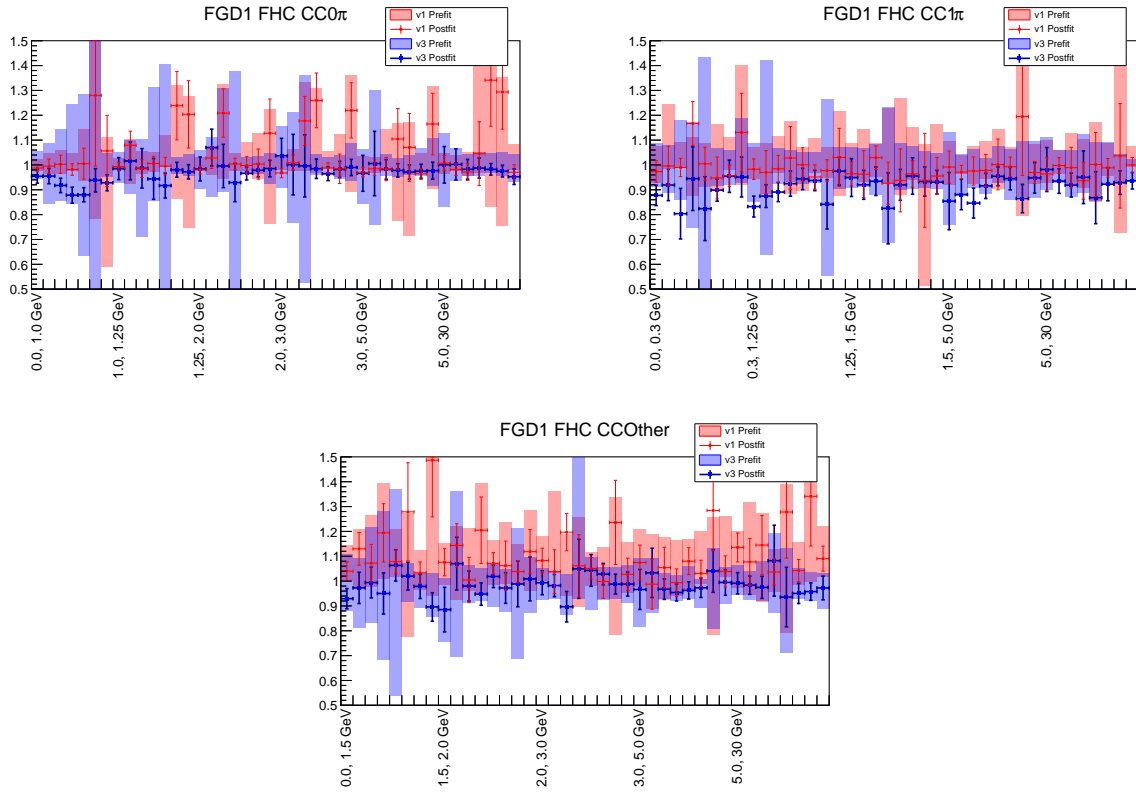 FGD1 FHC CC0π
v1 Prefit
v1 Postfit
v3 Prefit
v3 Postfit
1.5
1.4
1.3
1.2
1.1
1
0.9
0.8
0.7
0.6
0.5
0.0, 1.0 GeV
1.0, 1.25 GeV
1.25, 2.0 GeV
2.0, 3.0 GeV
3.0, 5.0 GeV
5.0, 30 GeV
FGD1 FHC CC1π
v1 Prefit
v1 Postfit
v3 Prefit
v3 Postfit
1.5
1.4
1.3
1.2
1.1
1
0.9
0.8
0.7
0.6
0.5
0.0, 0.3 GeV
0.3, 1.25 GeV
1.25, 1.5 GeV
1.5, 5.0 GeV
5.0, 30 GeV
FGD1 FHC CCOther
v1 Prefit
v1 Postfit
v3 Prefit
v3 Postfit
1.5
1.4
1.3
1.2
1.1
1
0.9
0.8
0.7
0.6
0.5
0.0, 1.5 GeV
1.5, 2.0 GeV
2.0, 3.0 GeV
3.0, 5.0 GeV
5.0, 30 GeV